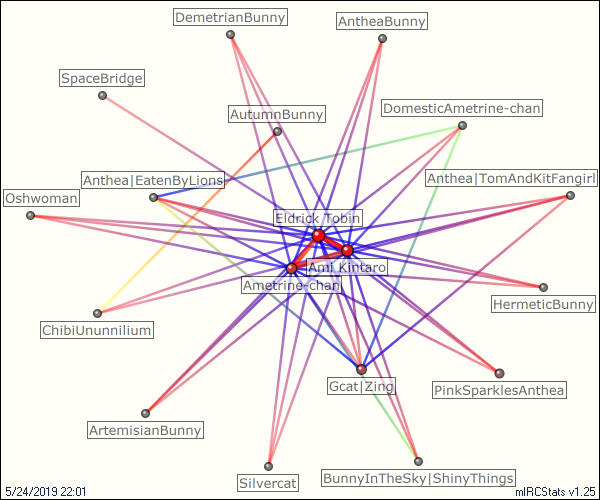 DemetrianBunny
AntheaBunny
SpaceBridge
AutumnBunny
DomesticAmetrine-chan
Anthea|EatenByLions
Anthea|TomAndKitFangirl
Oshwoman
Eldrick Tobin
Ami Kintaro
Ametrine-chan
HermeticBunny
ChibiUnunnilium
Gcat|Zing
PinkSparklesAnthea
ArtemisianBunny
Silvercat
BunnyInTheSky|ShinyThings
5/24/2019 22:01
mIRCStats v1.25